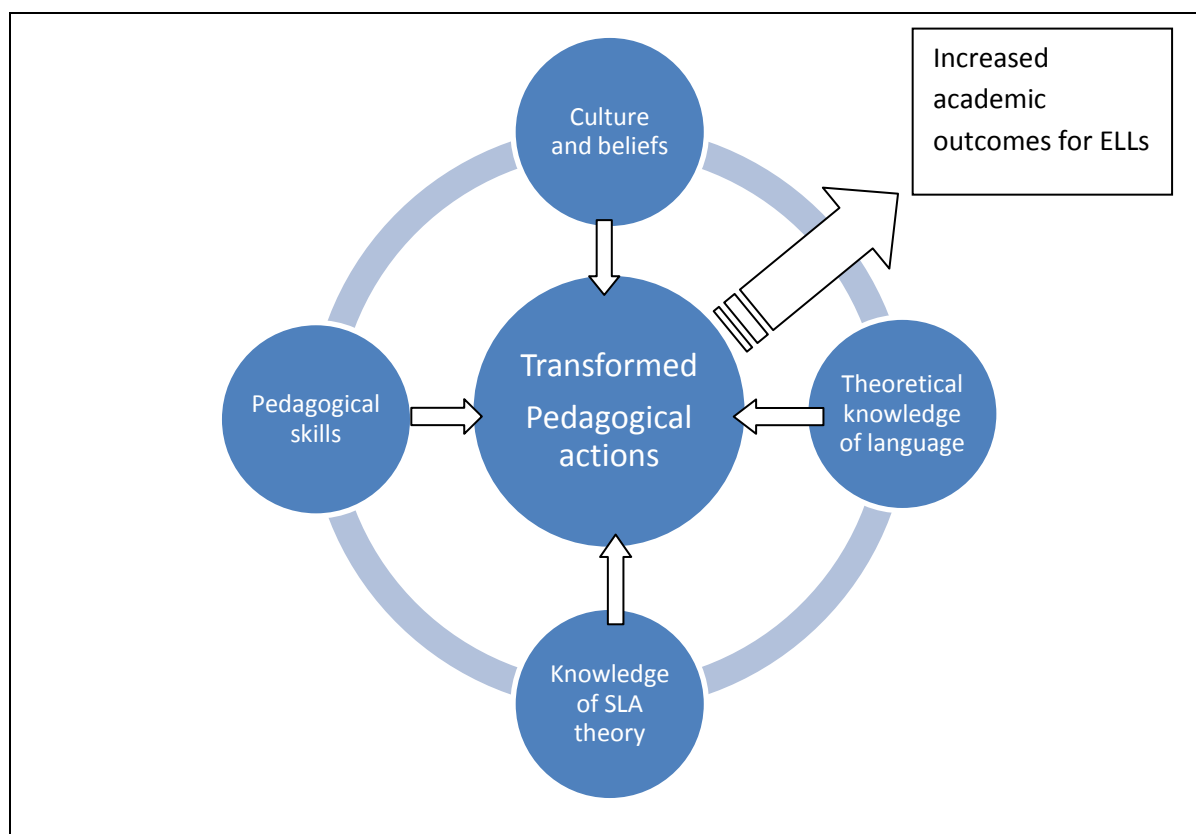 Increased
academic
outcomes for ELLs
Culture
and beliefs
Pedagogical
skills
Transformed
Pedagogical
actions
Theoretical
knowledge
of language
Knowledge
of SLA
theory